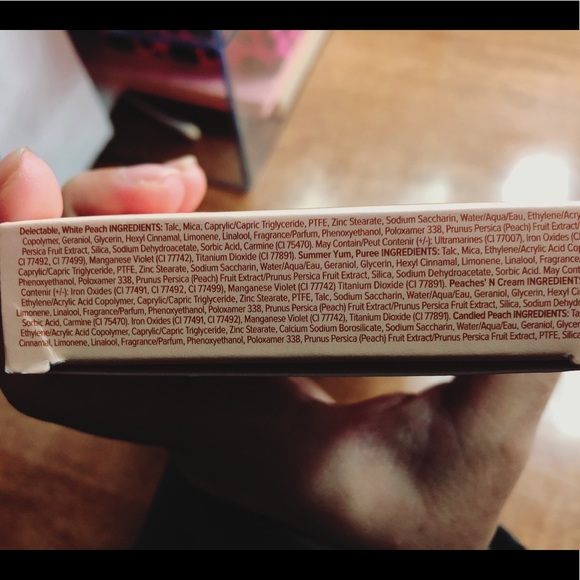 Delectable, White Peach INGREDIENTS: Talc, Mica, Caprylic/Capric Triglyceride, PTFE, Zinc Stearate, Sodium Saccharin, Water/Aqua/Eau, Ethylene/Acry
Copolymer, Geraniol, Glycerin, Hexyl Cinnamal, Limonene, Linalool, Fragrance/Parfum, Phenoxyethanol, Poloxamer 338, Prunus Persica (Peach) Fruit Extract/
Persica Fruit Extract, Silica, Sodium Dehydroacetate, Sorbic Acid, Carmine (CI 75470). May Contain/Peut Contenir (+/-): Ultramarines (CI 77007), Iron Oxides (C
CI 77492, CI 77499), Manganese Violet (CI 77742), Titanium Dioxide (CI 77891). Summer Yum, Puree INGREDIENTS: Talc, Mica, Ethylene/Acrylic Acid Co
Caprylic/Capric Triglyceride, PTFE, Zinc Stearate, Sodium Saccharin, Water/Aqua/Eau, Geraniol, Glycerin, Hexyl Cinnamal, Limonene, Linalool, Fragrance
Phenoxyethanol, Poloxamer 338, Prunus Persica (Peach) Fruit Extract/Prunus Persica Fruit Extract, Silica, Sodium Dehydroacetate, Sorbic Acid. May Con
Contenir (+/-): Iron Oxides (CI 77491, CI 77492, CI 77499), Manganese Violet (CI 77742) Titanium Dioxide (CI 77891). Peaches' N Cream INGREDIENTS:
Ethylene/Acrylic Acid Copolymer, Caprylic/Capric Triglyceride, Zinc Stearate, PTFE, Talc, Sodium Saccharin, Water/Aqua/Eau, Geraniol, Glycerin, Hexyl Ci
Limonene, Linalool, Fragrance/Parfum, Phenoxyethanol, Poloxamer 338, Prunus Persica (Peach) Fruit Extract/Prunus Persica Fruit Extract, Silica, Sodium Dehydr
Sorbic Acid, Carmine (CI 75470), Iron Oxides (CI 77491, CI 77492), Manganese Violet (CI 77742), Titanium Dioxide (CI 77891). Candied Peach INGREDIENTS: Ta
Ethylene/Acrylic Acid Copolymer, Caprylic/Capric Triglyceride, Zinc Stearate, Calcium Sodium Borosilicate, Sodium Saccharin, Water/Aqua/Eau, Geraniol, Glycer
Cinnamal, Limonene, Linalool, Fragrance/Parfum, Phenoxyethanol, Poloxamer 338, Prunus Persica (Peach) Fruit Extract/Prunus Persica Fruit Extract, PTFE, Silica